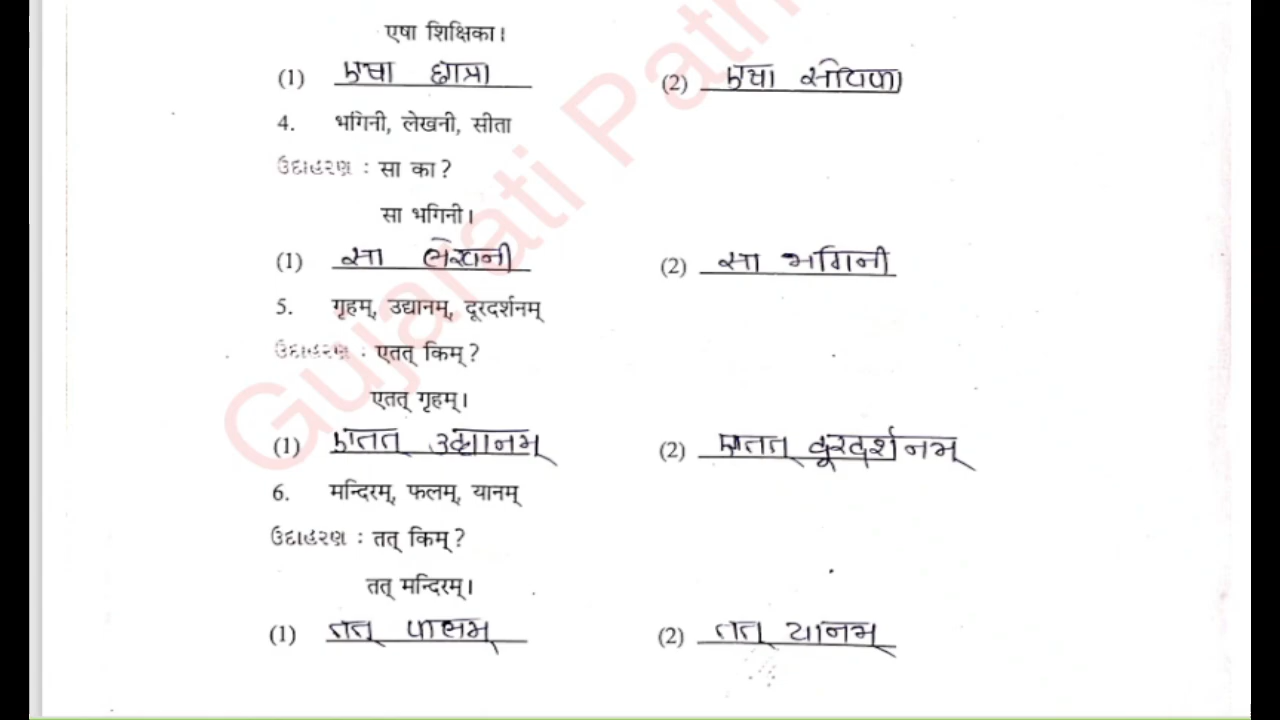 एषा शिक्षिका।
(1) एषा छात्रा (2) एषा सेविका
4. भगिनी, लेखनी, सीता
ઉદાહરણ : सा का ?
सा भगिनी।
(1) सा लेखनी (2) सा भगिनी
5. गृहम्, उद्यानम्, दूरदर्शनम्
ઉદાહરણ : एतत् किम् ?
एतत् गृहम्।
(1) एतत् उद्यानम् (2) एतत् दूरदर्शनम्
6. मन्दिरम्, फलम्, यानम्
ઉદાહરણ : तत् किम् ?
तत् मन्दिरम्।
(1) तत् फलम् (2) तत् यानम्
Gujarati